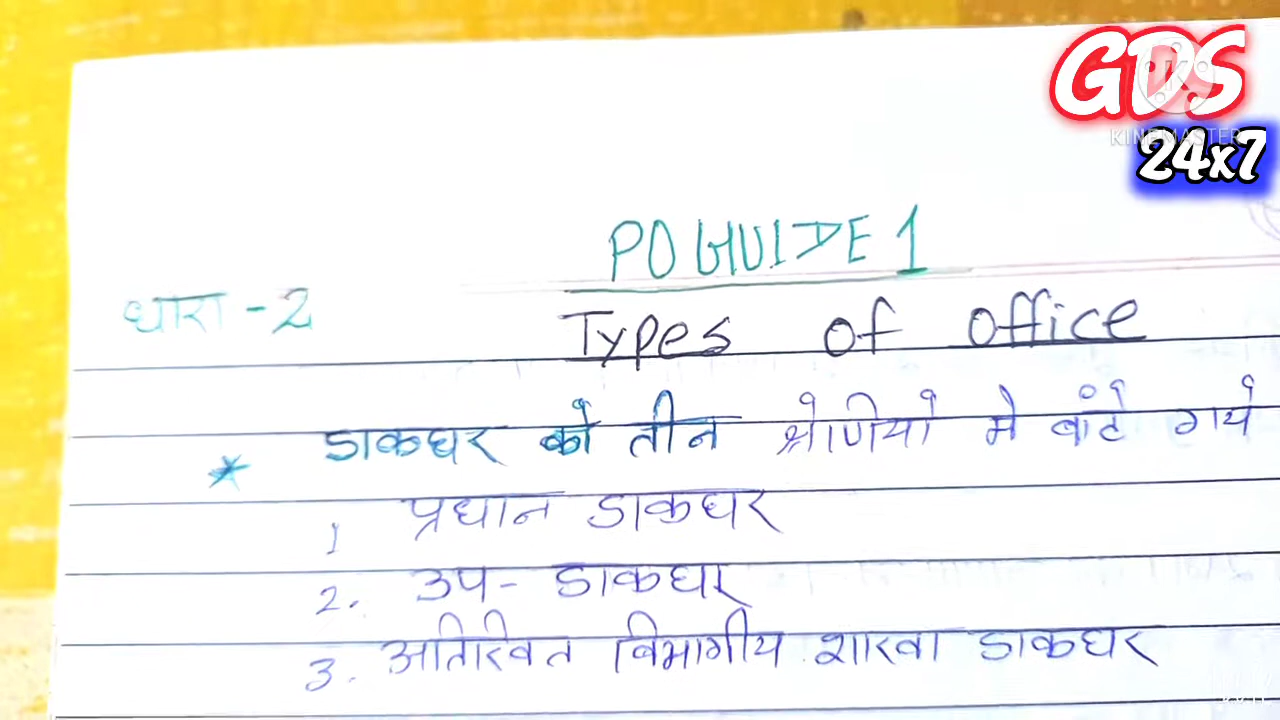 GDS
KINEMASTER
24x7
PO GUIDE 1
धारा - 2
Types of office
* डाकघर को तीन श्रेणियो मे बांटे गये
1 प्रधान डाकघर
2. उप - डाकघर
3. अतिरिक्त विभागीय शाखा डाकघर